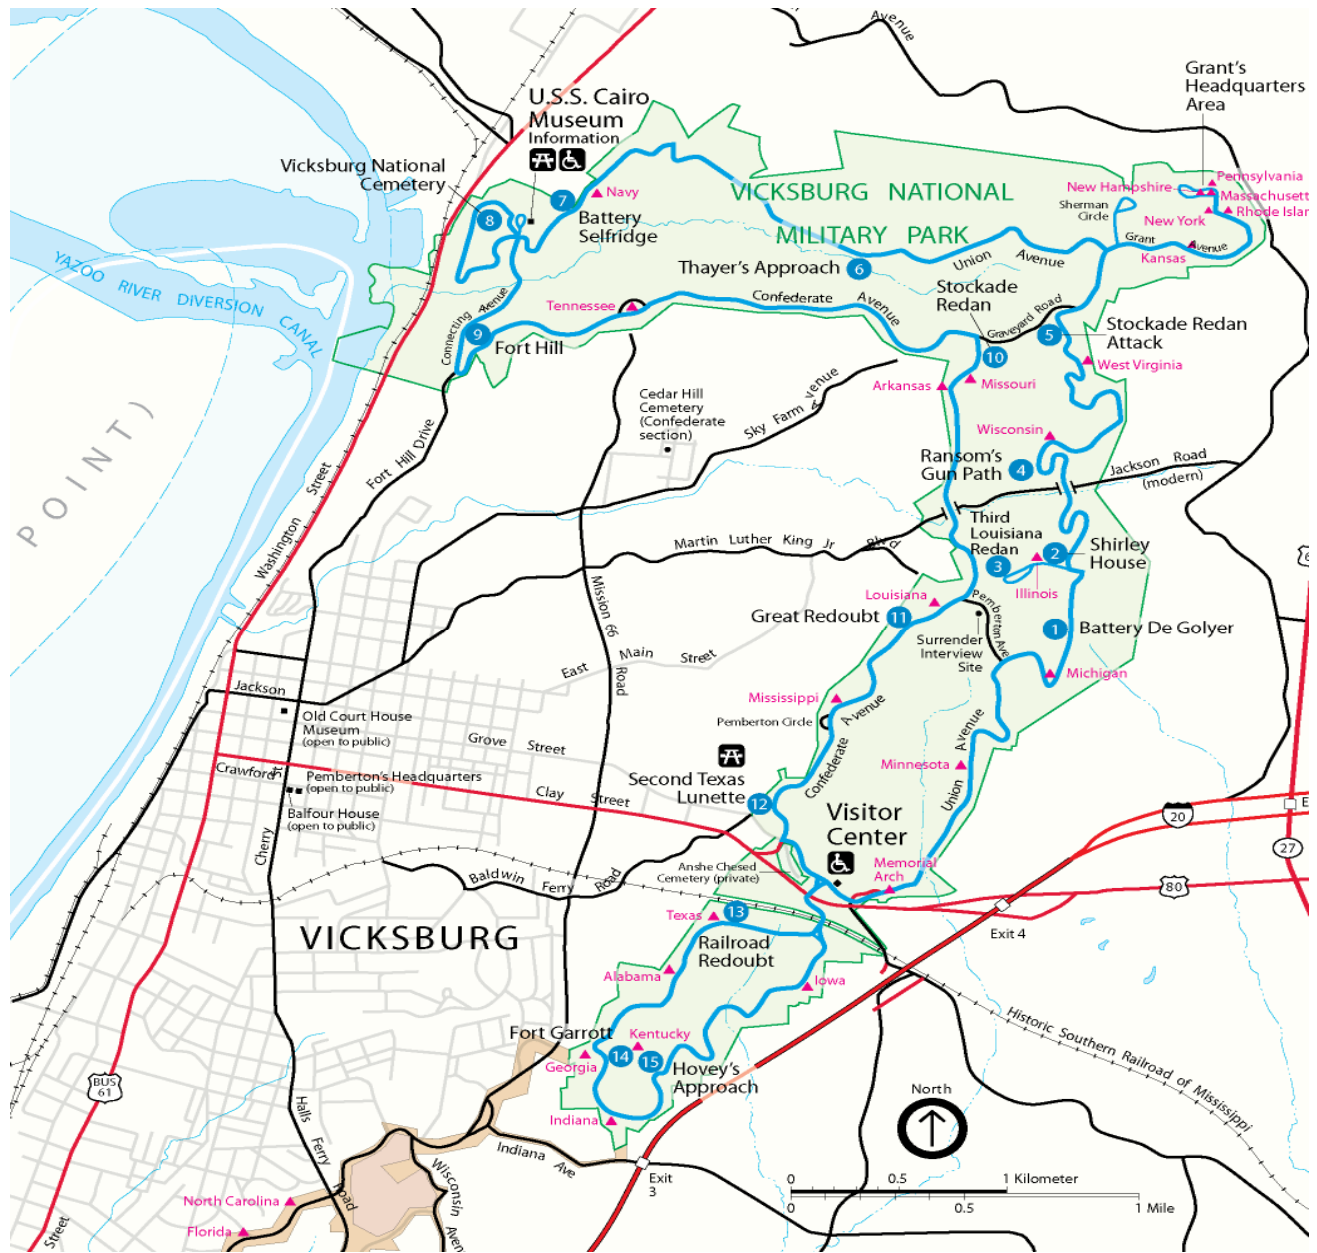 Avenue
Grant's
Headquarters
Area
U.S.S. Cairo
Museum
Information
Vicksburg National
Cemetery
8
7
Navy
Battery
Selfridge
VICKSBURG NATIONAL
MILITARY PARK
Pennsylvania
New Hampshire
Massachusett
Sherman
Circle
New York
Rhode Islan
Grant
Avenue
Kansas
Union
Avenue
Thayer's Approach
6
YAZOO RIVER DIVERSION CANAL
Connecting Avenue
Tennessee
Confederate
Avenue
Stockade
Redan
Graveyard Road
10
5
Stockade Redan
Attack
9
Fort Hill
West Virginia
Arkansas
Missouri
POINT)
Cedar Hill
Cemetery
(Confederate
section)
Sky Farm Avenue
Fort Hill Drive
Wisconsin
Ransom's
Gun Path
4
Jackson Road
(modern)
Washington
Street
Martin Luther King Jr
Blvd
Third
Louisiana
Redan
3
2
Shirley
House
6
Illinois
Louisiana
Great Redoubt
11
Pemberton Ave
Surrender
Interview
Site
1
Battery De Golyer
Michigan
Mission 66
Road
East Main Street
Jackson
Mississippi
Pemberton Circle
Avenue
Confederate
Old Court House
Museum
(open to public)
Grove Street
Crawford
St
Pemberton's Headquarters
(open to public)
Clay Street
Balfour House
(open to public)
Second Texas
Lunette
12
Minnesota
Avenue
Union
Visitor
Center
20
E
27
Cherry
Baldwin Ferry Road
Anshe Chesed
Cemetery (private)
Memorial
Arch
80
VICKSBURG
Texas
13
Railroad
Redoubt
Exit 4
Alabama
Iowa
Historic Southern Railroad of Mississippi
Fort Garrott
Kentucky
14
15
Georgia
Hovey's
Approach
Indiana
BUS
61
Halls
Ferry
Road
North
Indiana Ave
Wisconsin
Aven
Exit
3
0
0.5
1 Kilometer
0
0.5
1 Mile
North Carolina
Florida
Street